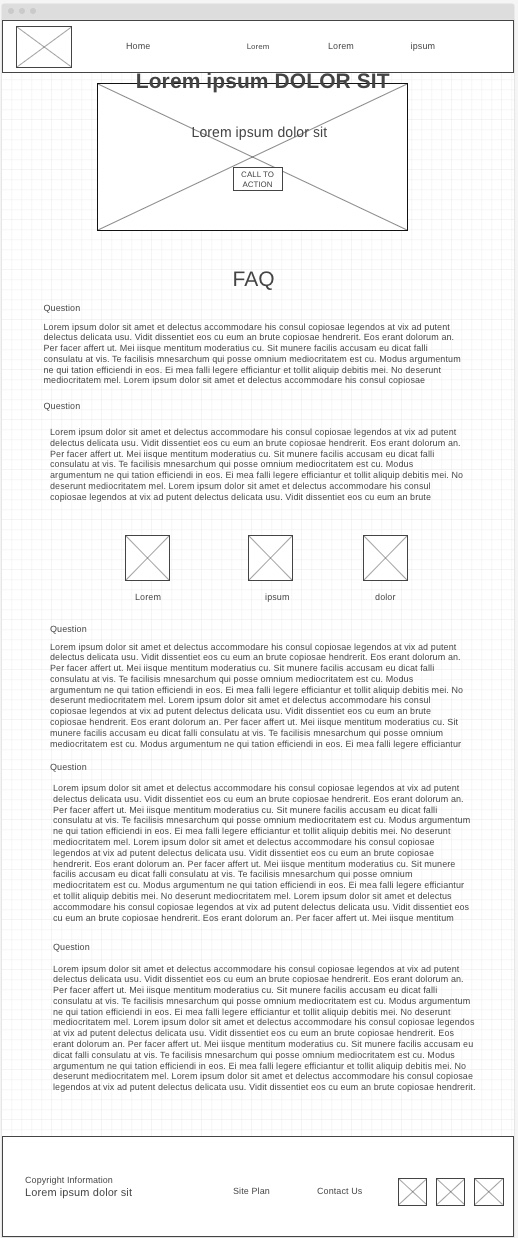 Home Lorem Lorem ipsum
Lorem ipsum DOLOR SIT
Lorem ipsum dolor sit
CALL TO
ACTION
FAQ
Question
Lorem ipsum dolor sit amet et delectus accommodare his consul copiosae legendos at vix ad putent
delectus delicata usu. Vidit dissentiet eos cu eum an brute copiosae hendrerit. Eos erant dolorum an.
Per facer affert ut. Mei iisque mentitum moderatius cu. Sit munere facilis accusam eu dicat falli
consulatu at vis. Te facilisis mnesarchum qui posse omnium mediocritatem est cu. Modus argumentum
ne qui tation efficiendi in eos. Ei mea falli legere efficiantur et tollit aliquip debitis mei. No deserunt
mediocritatem mel. Lorem ipsum dolor sit amet et delectus accommodare his consul copiosae
Question
Lorem ipsum dolor sit amet et delectus accommodare his consul copiosae legendos at vix ad putent
delectus delicata usu. Vidit dissentiet eos cu eum an brute copiosae hendrerit. Eos erant dolorum an.
Per facer affert ut. Mei iisque mentitum moderatius cu. Sit munere facilis accusam eu dicat falli
consulatu at vis. Te facilisis mnesarchum qui posse omnium mediocritatem est cu. Modus
argumentum ne qui tation efficiendi in eos. Ei mea falli legere efficiantur et tollit aliquip debitis mei. No
deserunt mediocritatem mel. Lorem ipsum dolor sit amet et delectus accommodare his consul
copiosae legendos at vix ad putent delectus delicata usu. Vidit dissentiet eos cu eum an brute
Lorem ipsum dolor
Question
Lorem ipsum dolor sit amet et delectus accommodare his consul copiosae legendos at vix ad putent
delectus delicata usu. Vidit dissentiet eos cu eum an brute copiosae hendrerit. Eos erant dolorum an.
Per facer affert ut. Mei iisque mentitum moderatius cu. Sit munere facilis accusam eu dicat falli
consulatu at vis. Te facilisis mnesarchum qui posse omnium mediocritatem est cu. Modus
argumentum ne qui tation efficiendi in eos. Ei mea falli legere efficiantur et tollit aliquip debitis mei. No
deserunt mediocritatem mel. Lorem ipsum dolor sit amet et delectus accommodare his consul
copiosae legendos at vix ad putent delectus delicata usu. Vidit dissentiet eos cu eum an brute
copiosae hendrerit. Eos erant dolorum an. Per facer affert ut. Mei iisque mentitum moderatius cu. Sit
munere facilis accusam eu dicat falli consulatu at vis. Te facilisis mnesarchum qui posse omnium
mediocritatem est cu. Modus argumentum ne qui tation efficiendi in eos. Ei mea falli legere efficiantur
Question
Lorem ipsum dolor sit amet et delectus accommodare his consul copiosae legendos at vix ad putent
delectus delicata usu. Vidit dissentiet eos cu eum an brute copiosae hendrerit. Eos erant dolorum an.
Per facer affert ut. Mei iisque mentitum moderatius cu. Sit munere facilis accusam eu dicat falli
consulatu at vis. Te facilisis mnesarchum qui posse omnium mediocritatem est cu. Modus argumentum
ne qui tation efficiendi in eos. Ei mea falli legere efficiantur et tollit aliquip debitis mei. No deserunt
mediocritatem mel. Lorem ipsum dolor sit amet et delectus accommodare his consul copiosae
legendos at vix ad putent delectus delicata usu. Vidit dissentiet eos cu eum an brute copiosae
hendrerit. Eos erant dolorum an. Per facer affert ut. Mei iisque mentitum moderatius cu. Sit munere
facilis accusam eu dicat falli consulatu at vis. Te facilisis mnesarchum qui posse omnium
mediocritatem est cu. Modus argumentum ne qui tation efficiendi in eos. Ei mea falli legere efficiantur
et tollit aliquip debitis mei. No deserunt mediocritatem mel. Lorem ipsum dolor sit amet et delectus
accommodare his consul copiosae legendos at vix ad putent delectus delicata usu. Vidit dissentiet eos
cu eum an brute copiosae hendrerit. Eos erant dolorum an. Per facer affert ut. Mei iisque mentitum
Question
Lorem ipsum dolor sit amet et delectus accommodare his consul copiosae legendos at vix ad putent
delectus delicata usu. Vidit dissentiet eos cu eum an brute copiosae hendrerit. Eos erant dolorum an.
Per facer affert ut. Mei iisque mentitum moderatius cu. Sit munere facilis accusam eu dicat falli
consulatu at vis. Te facilisis mnesarchum qui posse omnium mediocritatem est cu. Modus argumentum
ne qui tation efficiendi in eos. Ei mea falli legere efficiantur et tollit aliquip debitis mei. No deserunt
mediocritatem mel. Lorem ipsum dolor sit amet et delectus accommodare his consul copiosae legendos
at vix ad putent delectus delicata usu. Vidit dissentiet eos cu eum an brute copiosae hendrerit. Eos
erant dolorum an. Per facer affert ut. Mei iisque mentitum moderatius cu. Sit munere facilis accusam eu
dicat falli consulatu at vis. Te facilisis mnesarchum qui posse omnium mediocritatem est cu. Modus
argumentum ne qui tation efficiendi in eos. Ei mea falli legere efficiantur et tollit aliquip debitis mei. No
deserunt mediocritatem mel. Lorem ipsum dolor sit amet et delectus accommodare his consul copiosae
legendos at vix ad putent delectus delicata usu. Vidit dissentiet eos cu eum an brute copiosae hendrerit.
Copyright Information
Lorem ipsum dolor sit
Site Plan Contact Us